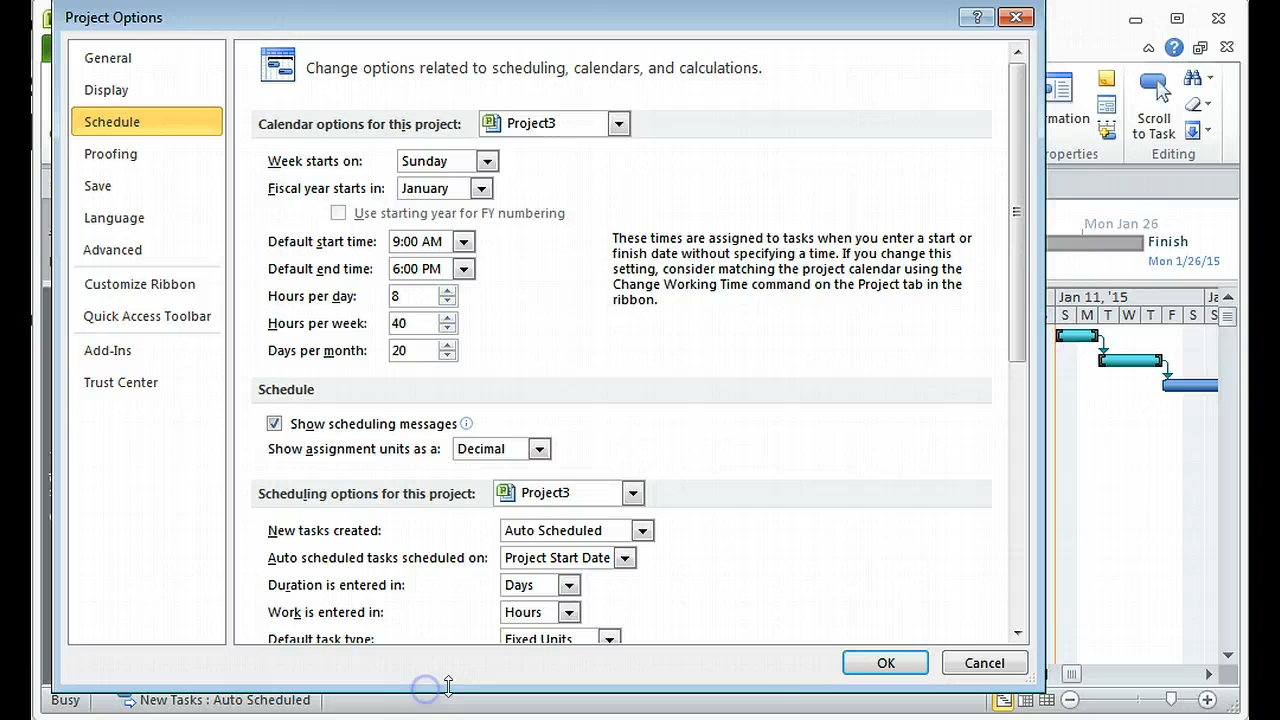 Project Options
General
Display
Schedule
Proofing
Save
Language
Advanced
Customize Ribbon
Quick Access Toolbar
Add-Ins
Trust Center
Change options related to scheduling, calendars, and calculations.
Calendar options for this project: Project3
Week starts on: Sunday
Fiscal year starts in: January
Use starting year for FY numbering
Default start time: 9:00 AM
Default end time: 6:00 PM
Hours per day: 8
Hours per week: 40
Days per month: 20
These times are assigned to tasks when you enter a start or
finish date without specifying a time. If you change this
setting, consider matching the project calendar using the
Change Working Time command on the Project tab in the
ribbon.
Schedule
Show scheduling messages
Show assignment units as a: Decimal
Scheduling options for this project: Project3
New tasks created: Auto Scheduled
Auto scheduled tasks scheduled on: Project Start Date
Duration is entered in: Days
Work is entered in: Hours
Default task type: Fixed Units
OK
Cancel
Scroll
to Task
Editing
Mon Jan 26
Finish
Mon 1/26/15
Jan 11, '15
S M T W T F S S
Busy
New Tasks : Auto Scheduled